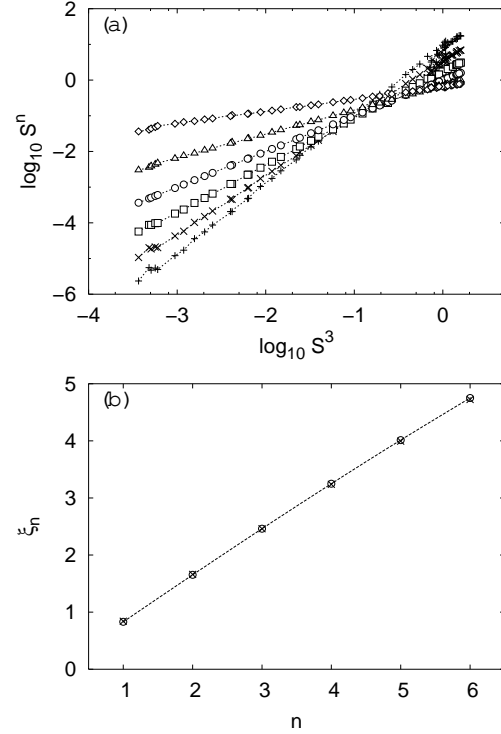 (a)
log₁₀ Sⁿ
2
0
−2
−4
−6
−4 −3 −2 −1 0
log₁₀ S³
(b)
ξₙ
5
4
3
2
1
0
1 2 3 4 5 6
n